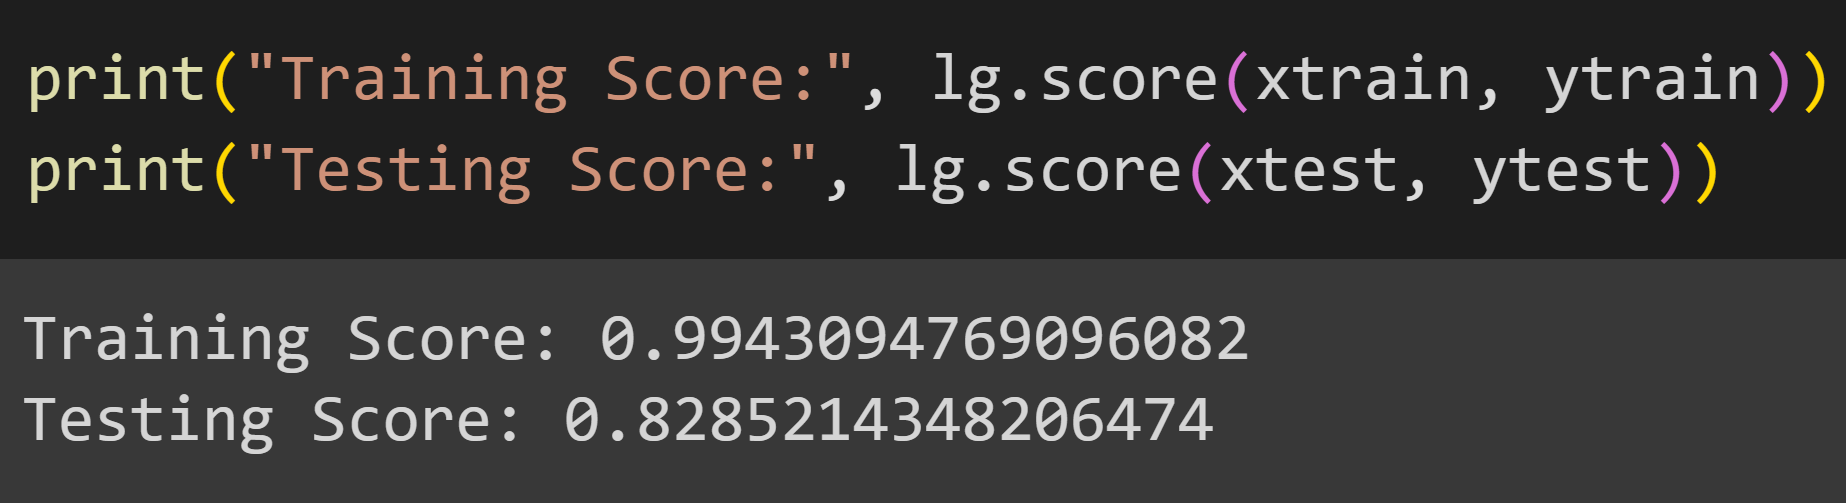 print("Training Score:", lg.score(xtrain, ytrain))
print("Testing Score:", lg.score(xtest, ytest))
Training Score: 0.9943094769096082
Testing Score: 0.8285214348206474